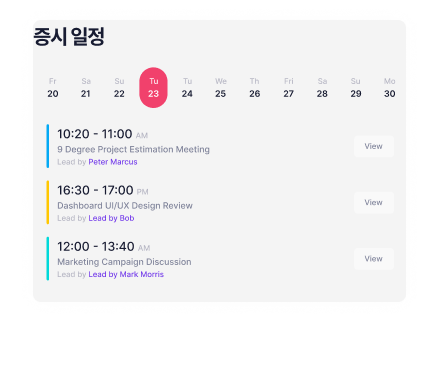 증시 일정
Fr Sa Su Tu Tu We Th Fri Sa Su Mo
20 21 22 23 24 25 26 27 28 29 30
10:20 - 11:00 AM
9 Degree Project Estimation Meeting
Lead by Peter Marcus
View
16:30 - 17:00 PM
Dashboard UI/UX Design Review
Lead by Lead by Bob
View
12:00 - 13:40 AM
Marketing Campaign Discussion
Lead by Lead by Mark Morris
View